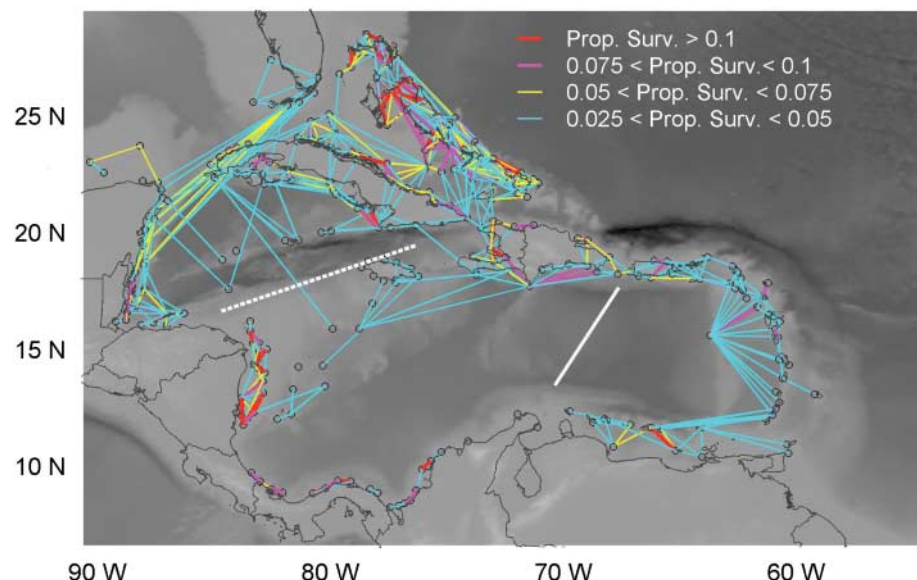 Prop. Surv. > 0.1
0.075 < Prop. Surv.< 0.1
0.05 < Prop. Surv. < 0.075
0.025 < Prop. Surv. < 0.05
25 N
20 N
15 N
10 N
90 W 80 W 70 W 60 W